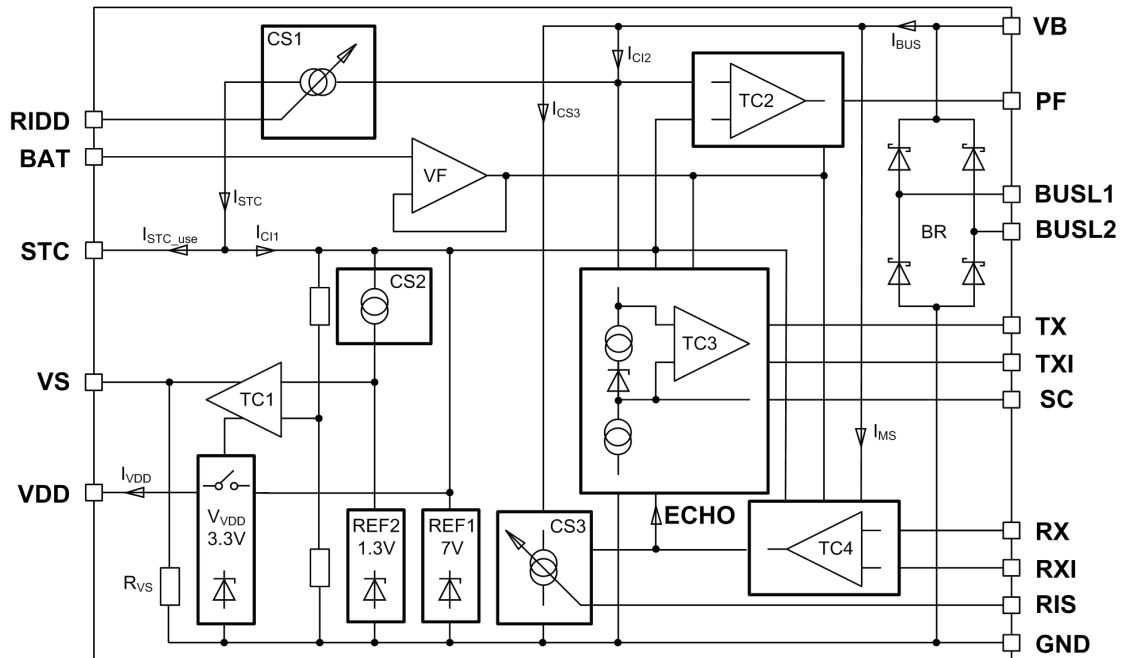 CS1
I_BUS
VB
I_CI2
TC2
PF
I_CS3
RIDD
BAT
VF
I_STC
BUSL1
I_STC_use
I_CI1
STC
BR
BUSL2
CS2
TX
TC3
TXI
VS
TC1
SC
I_MS
I_VDD
VDD
V_VDD
3.3V
REF2
1.3V
REF1
7V
CS3
ECHO
RX
TC4
R_VS
RXI
RIS
GND